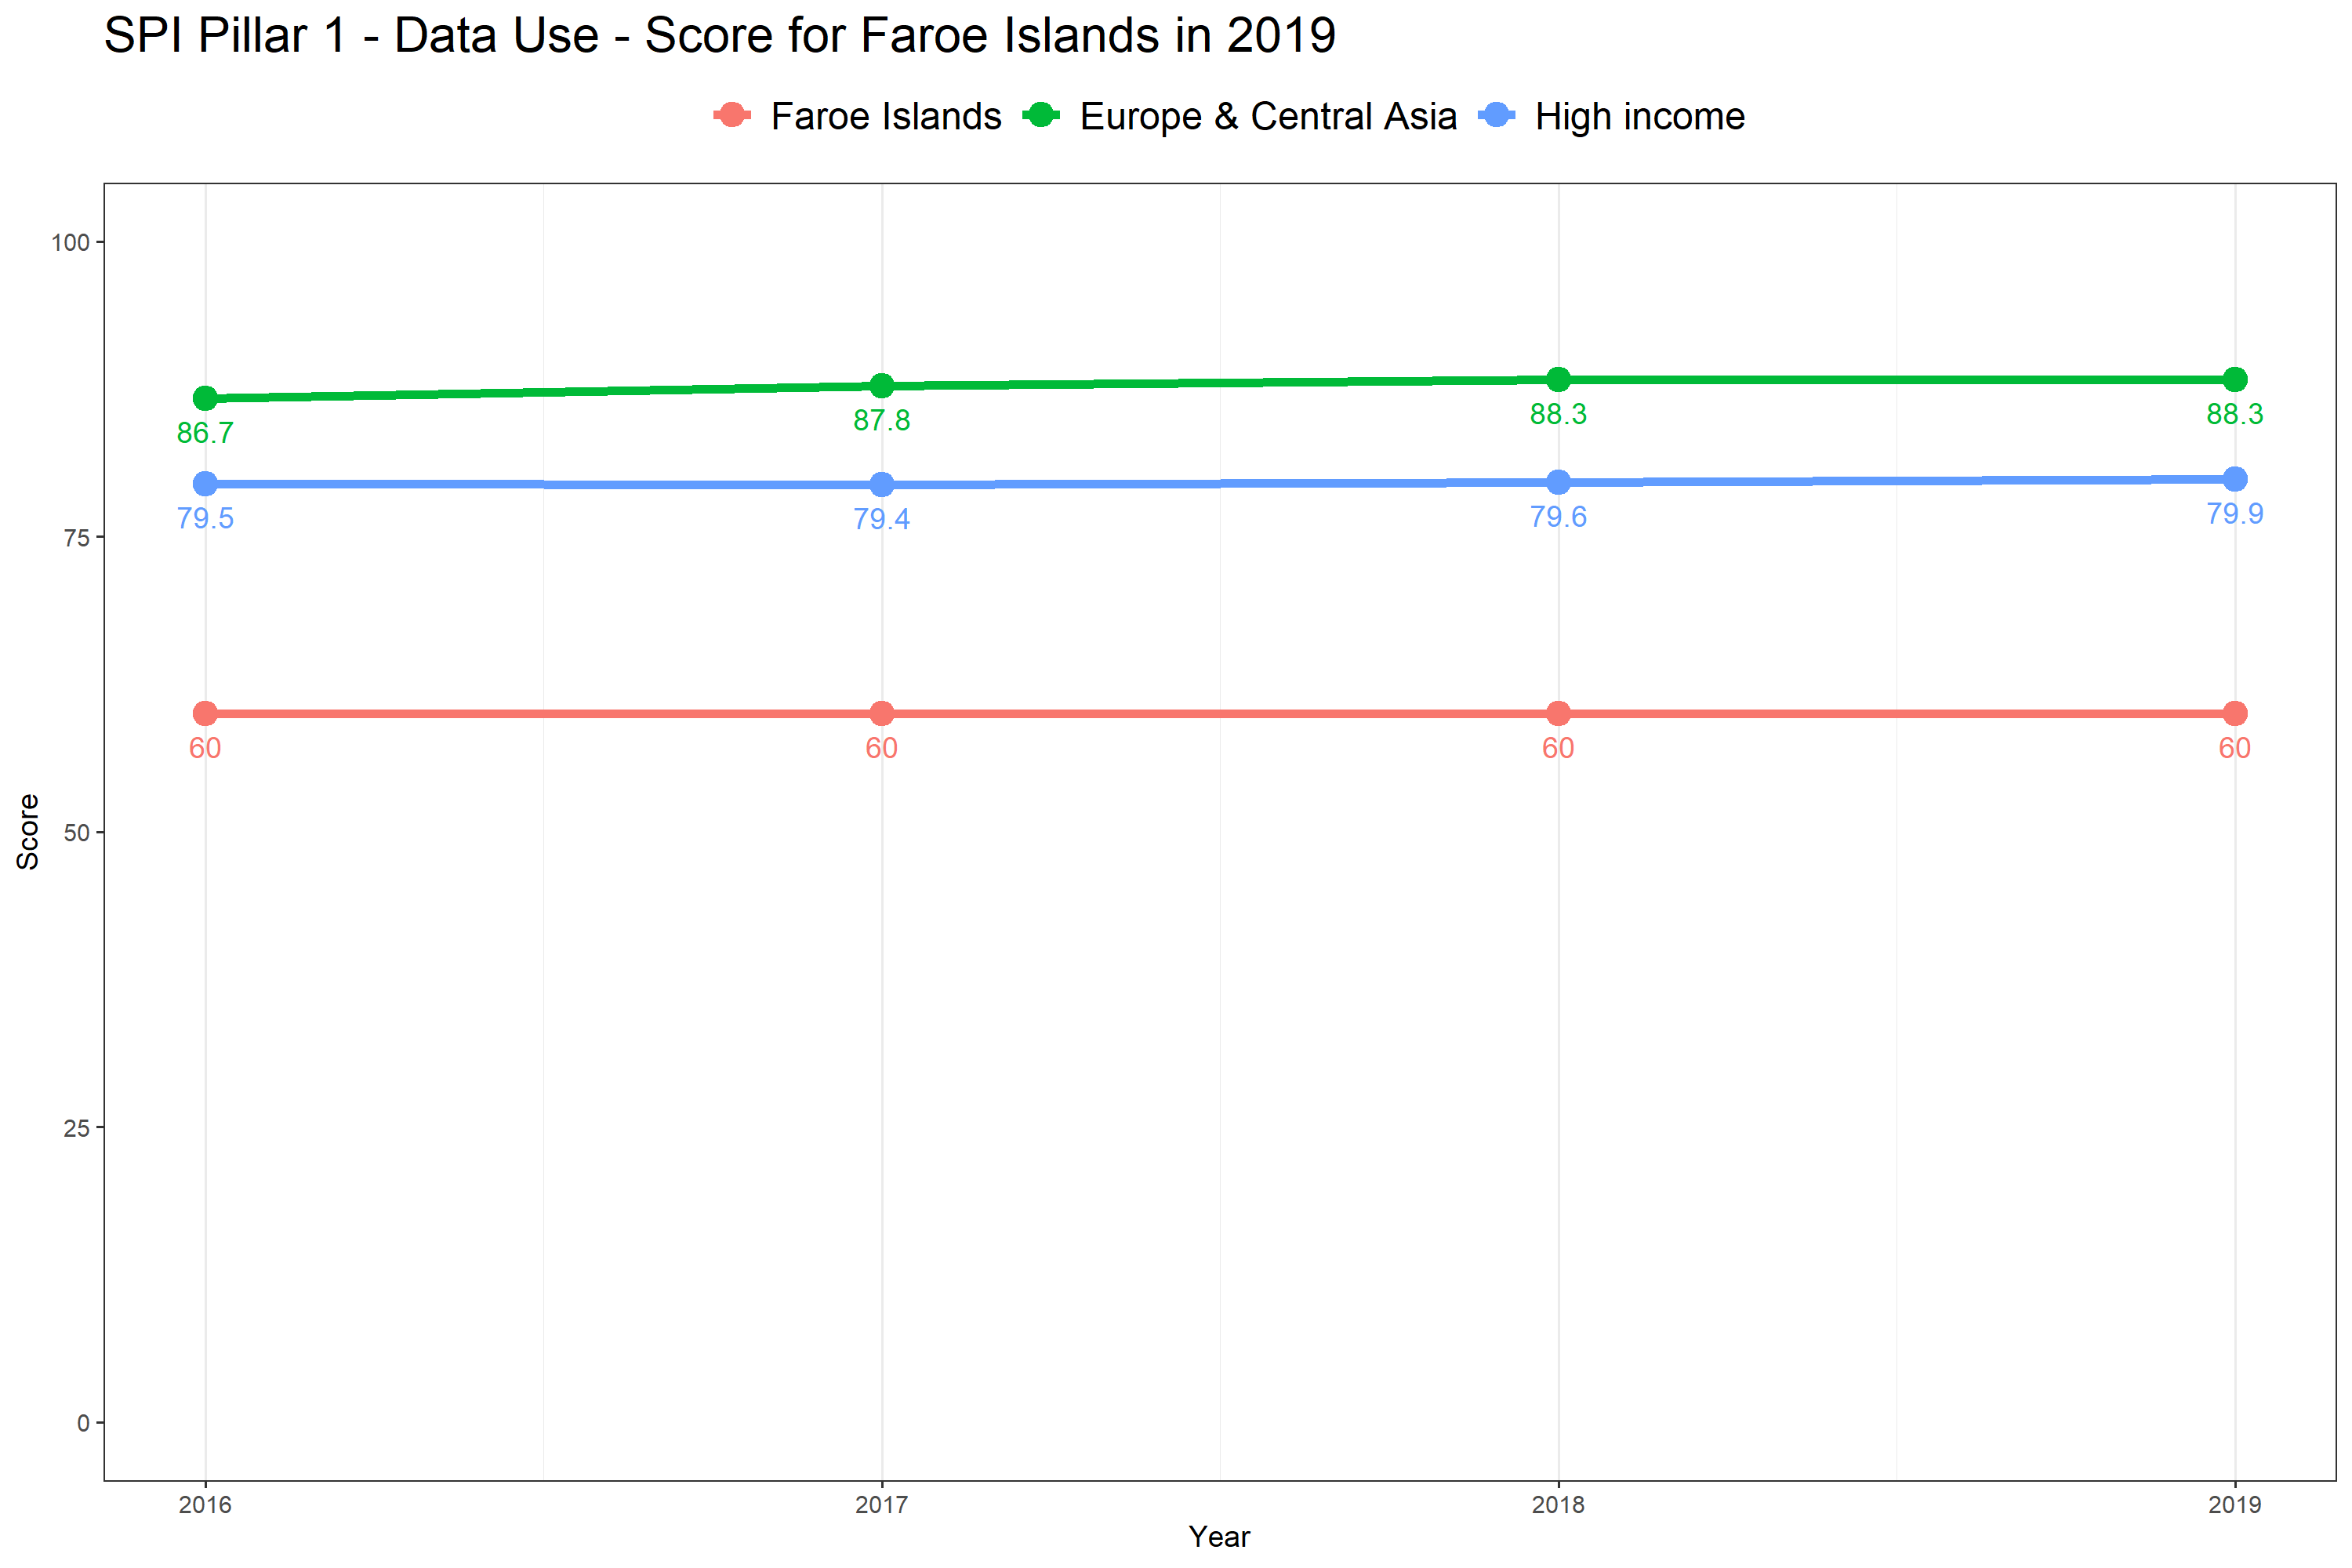 SPI Pillar 1 - Data Use - Score for Faroe Islands in 2019
Faroe Islands Europe & Central Asia High income
100
75
50
25
0
Score
86.7 87.8 88.3 88.3
79.5 79.4 79.6 79.9
60 60 60 60
2016 2017 2018 2019
Year